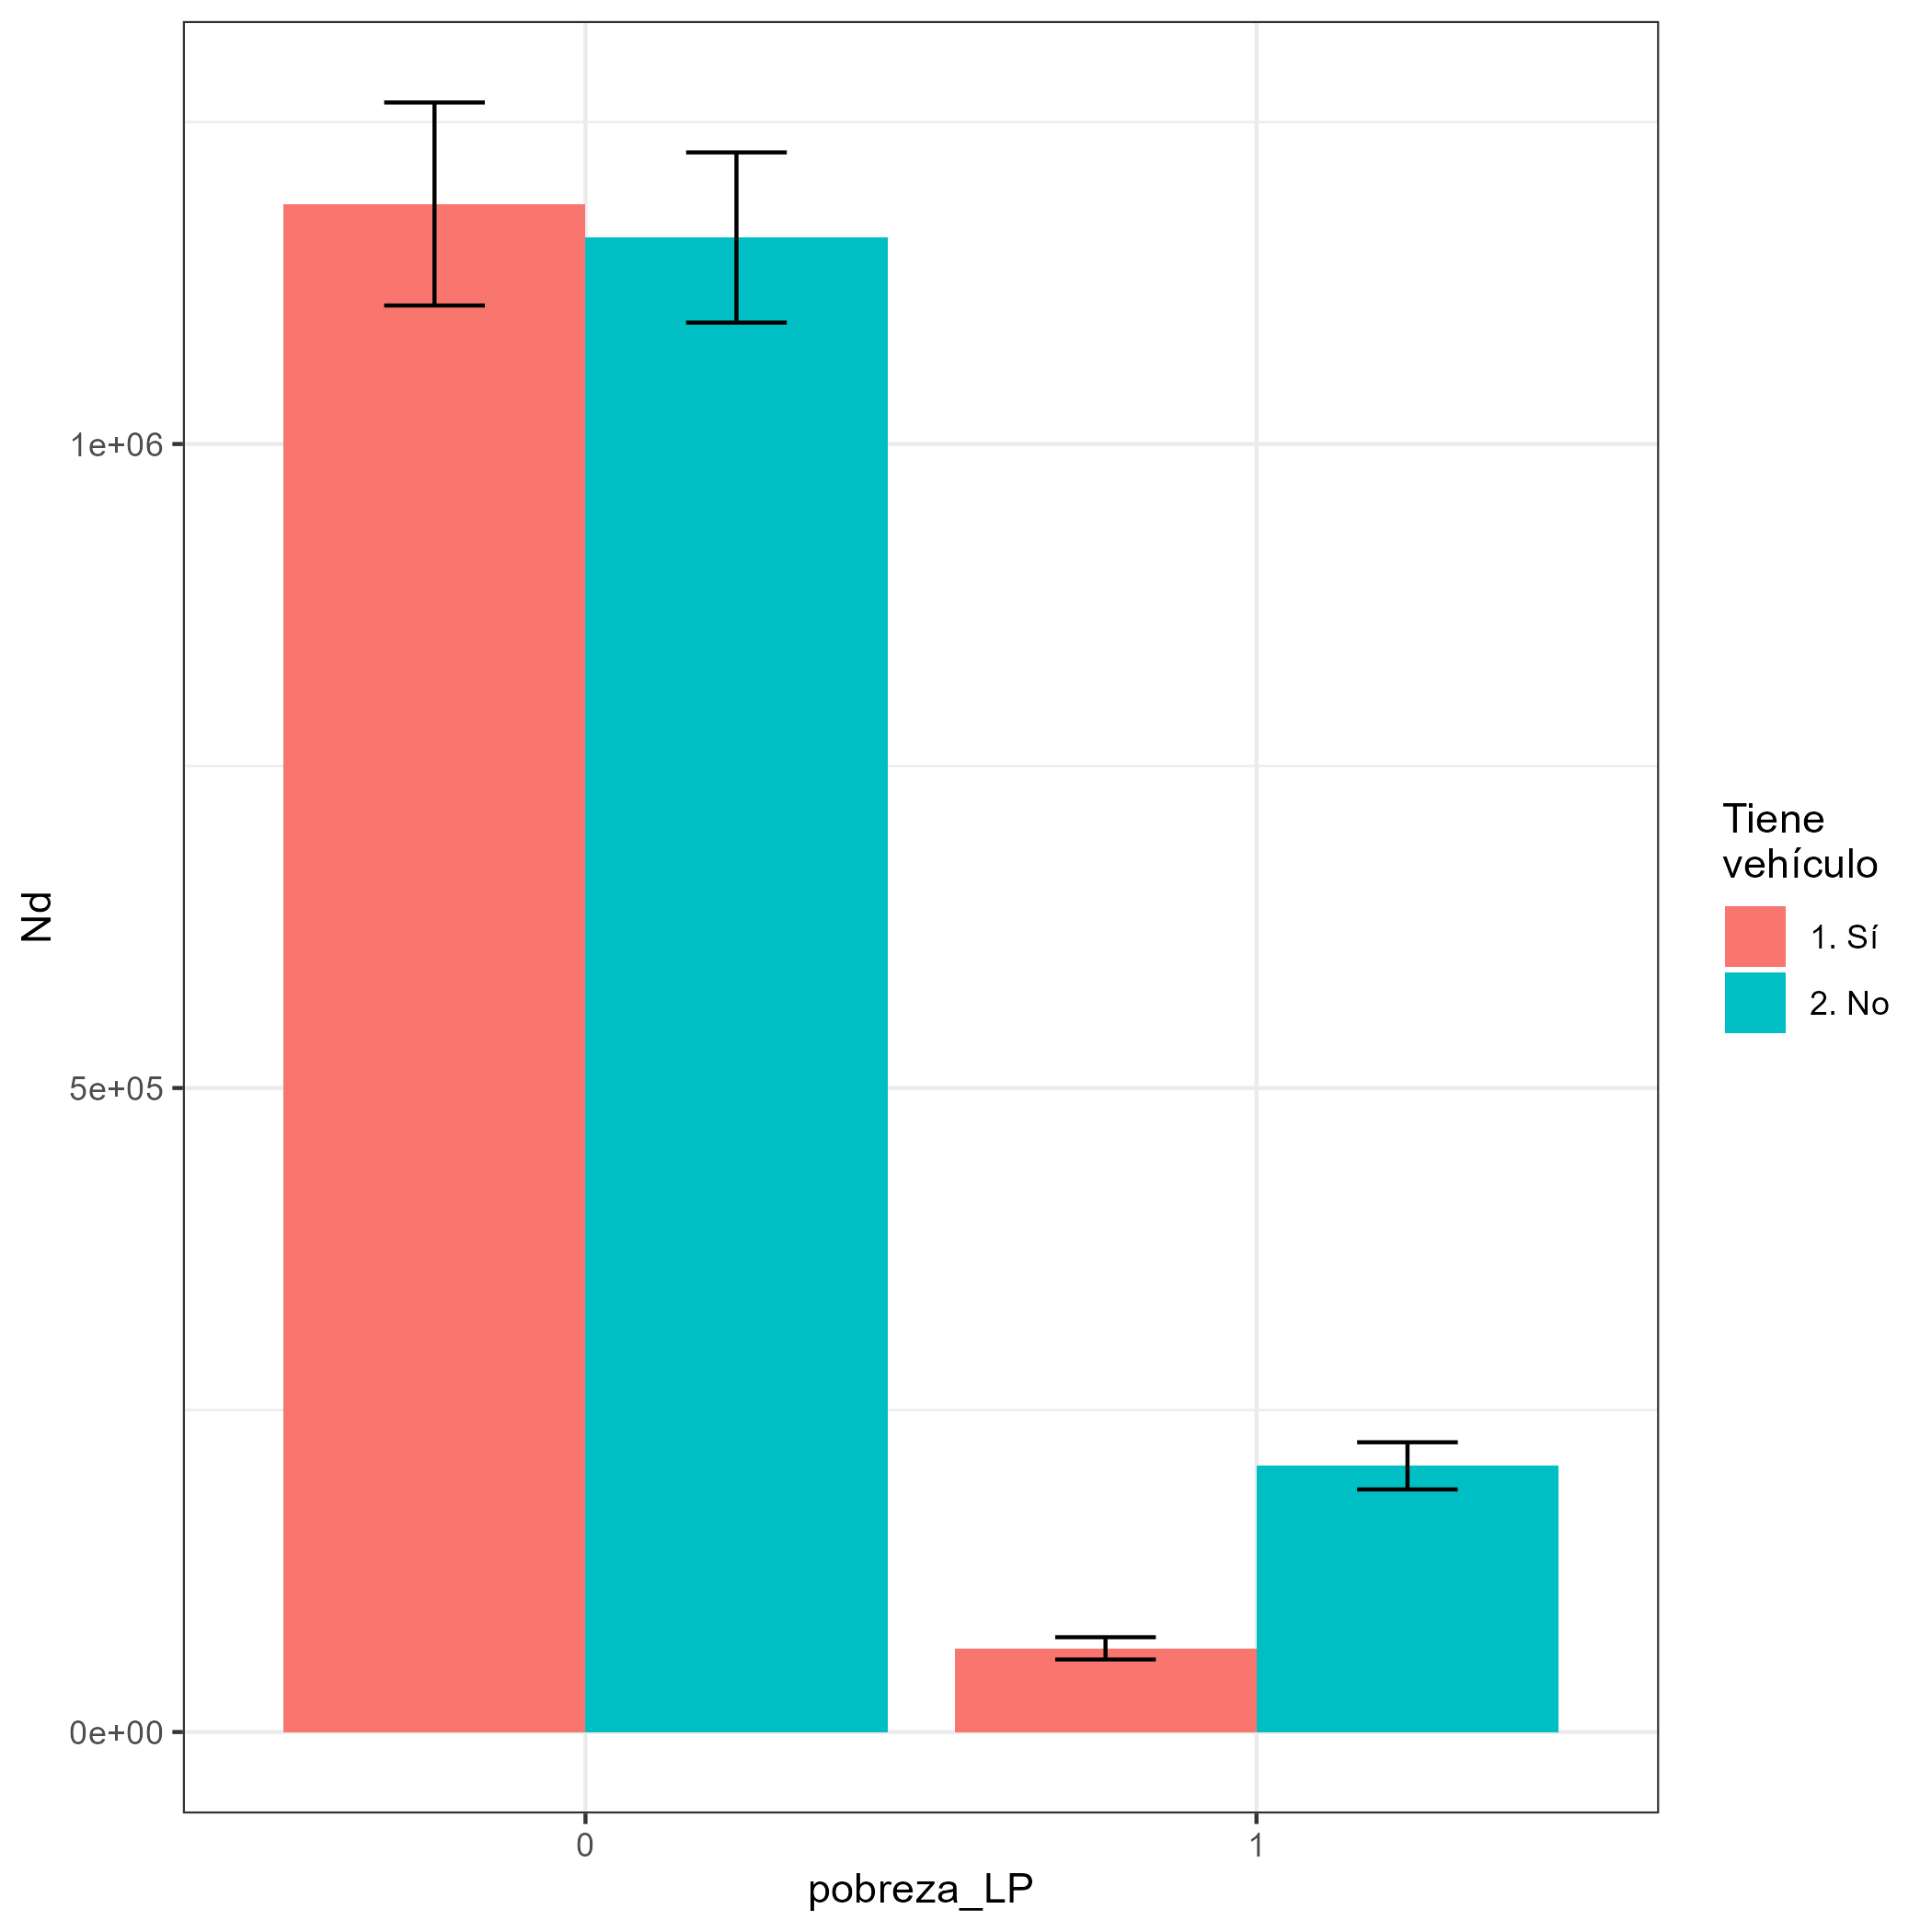 Nd
1e+06
5e+05
0e+00
0
1
pobreza_LP
Tiene
vehículo
1. Sí
2. No